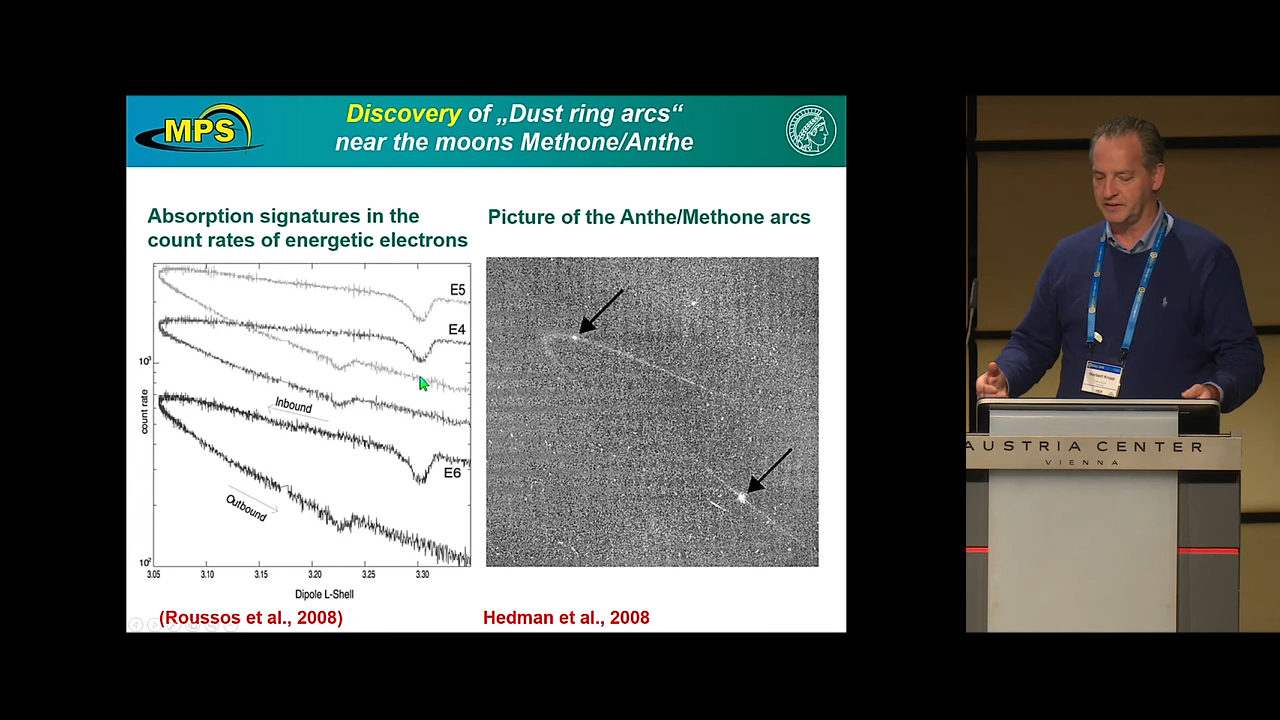 MPS
Discovery of „Dust ring arcs“
near the moons Methone/Anthe
Absorption signatures in the
count rates of energetic electrons
Picture of the Anthe/Methone arcs
E5
E4
10³
Inbound
count rate
E6
Outbound
10²
3.05 3.10 3.15 3.20 3.25 3.30
Dipole L-Shell
(Roussos et al., 2008)
Hedman et al., 2008
AUSTRIA CENTER
VIENNA